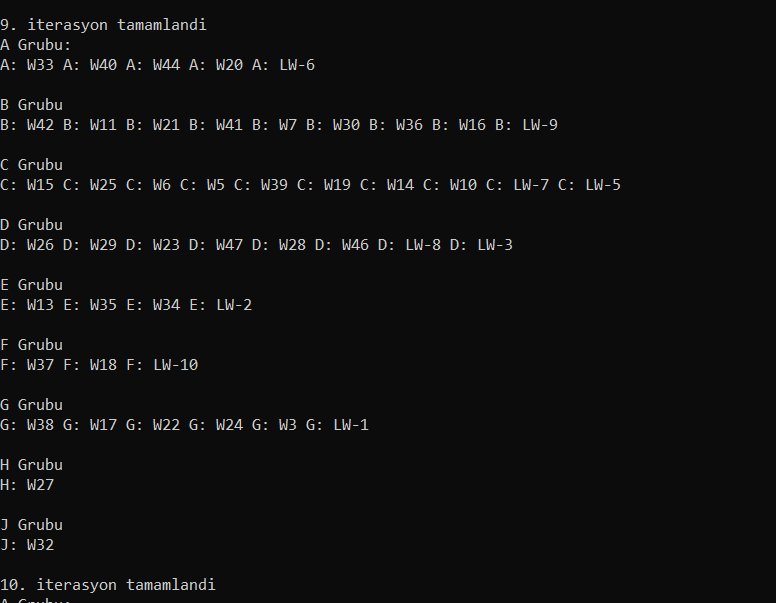 9. iterasyon tamamlandi
A Grubu:
A: W33 A: W40 A: W44 A: W20 A: LW-6
B Grubu
B: W42 B: W11 B: W21 B: W41 B: W7 B: W30 B: W36 B: W16 B: LW-9
C Grubu
C: W15 C: W25 C: W6 C: W5 C: W39 C: W19 C: W14 C: W10 C: LW-7 C: LW-5
D Grubu
D: W26 D: W29 D: W23 D: W47 D: W28 D: W46 D: LW-8 D: LW-3
E Grubu
E: W13 E: W35 E: W34 E: LW-2
F Grubu
F: W37 F: W18 F: LW-10
G Grubu
G: W38 G: W17 G: W22 G: W24 G: W3 G: LW-1
H Grubu
H: W27
J Grubu
J: W32
10. iterasyon tamamlandi
A Grubu: